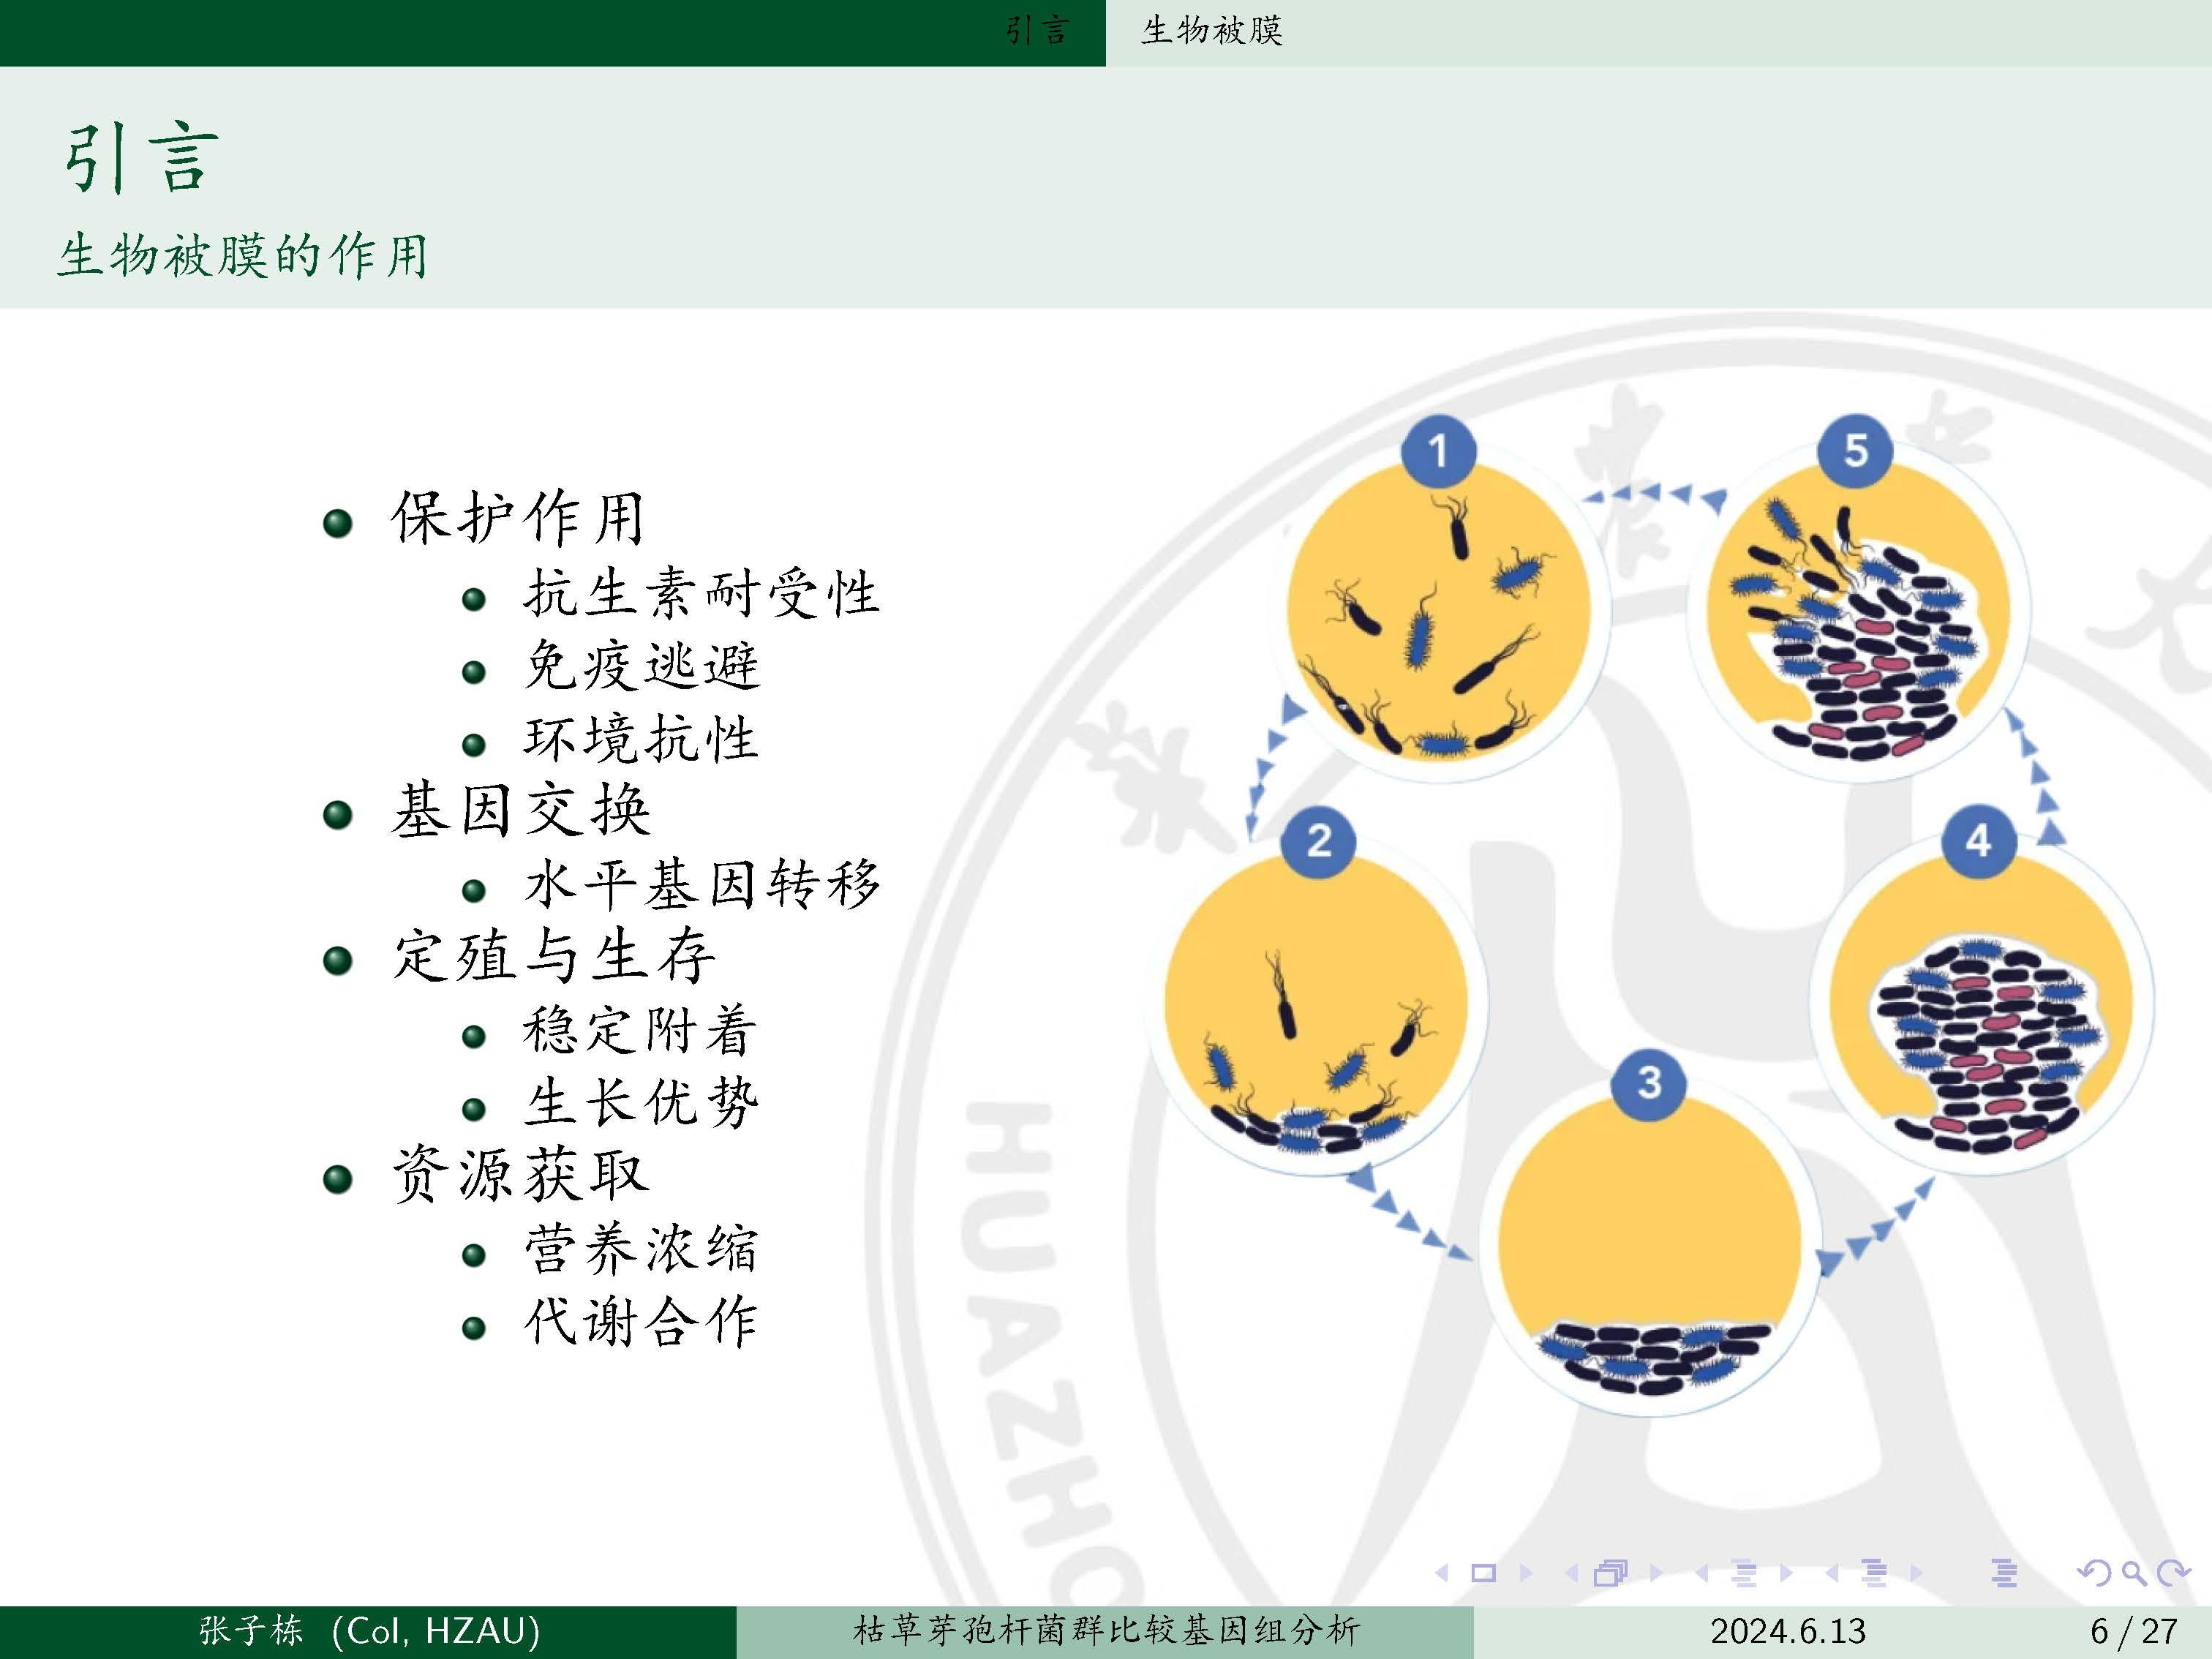 引言
生物被膜
引言
生物被膜的作用
保护作用
抗生素耐受性
免疫逃避
环境抗性
基因交换
水平基因转移
定殖与生存
稳定附着
生长优势
资源获取
营养浓缩
代谢合作
1
5
2
4
3
HUAZHO
张子栋 (CoI, HZAU)
枯草芽孢杆菌群比较基因组分析
2024.6.13
6 / 27